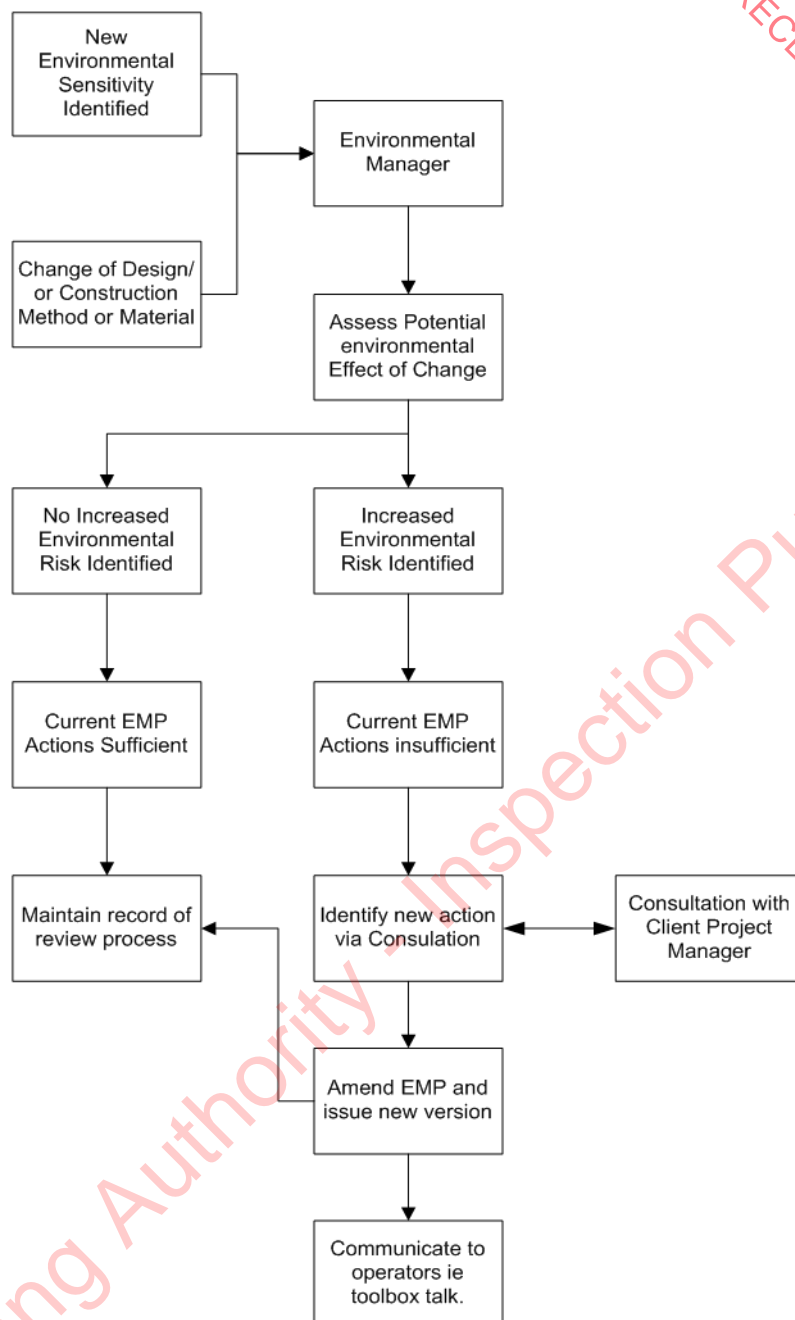 RECE
New
Environmental
Sensitivity
Identified
Environmental
Manager
Change of Design/
or Construction
Method or Material
Assess Potential
environmental
Effect of Change
No Increased
Environmental
Risk Identified
Increased
Environmental
Risk Identified
Current EMP
Actions Sufficient
Current EMP
Actions insufficient
Maintain record of
review process
Identify new action
via Consulation
Consultation with
Client Project
Manager
Amend EMP and
issue new version
Communicate to
operators ie
toolbox talk.
ng Authority - Inspection Pu